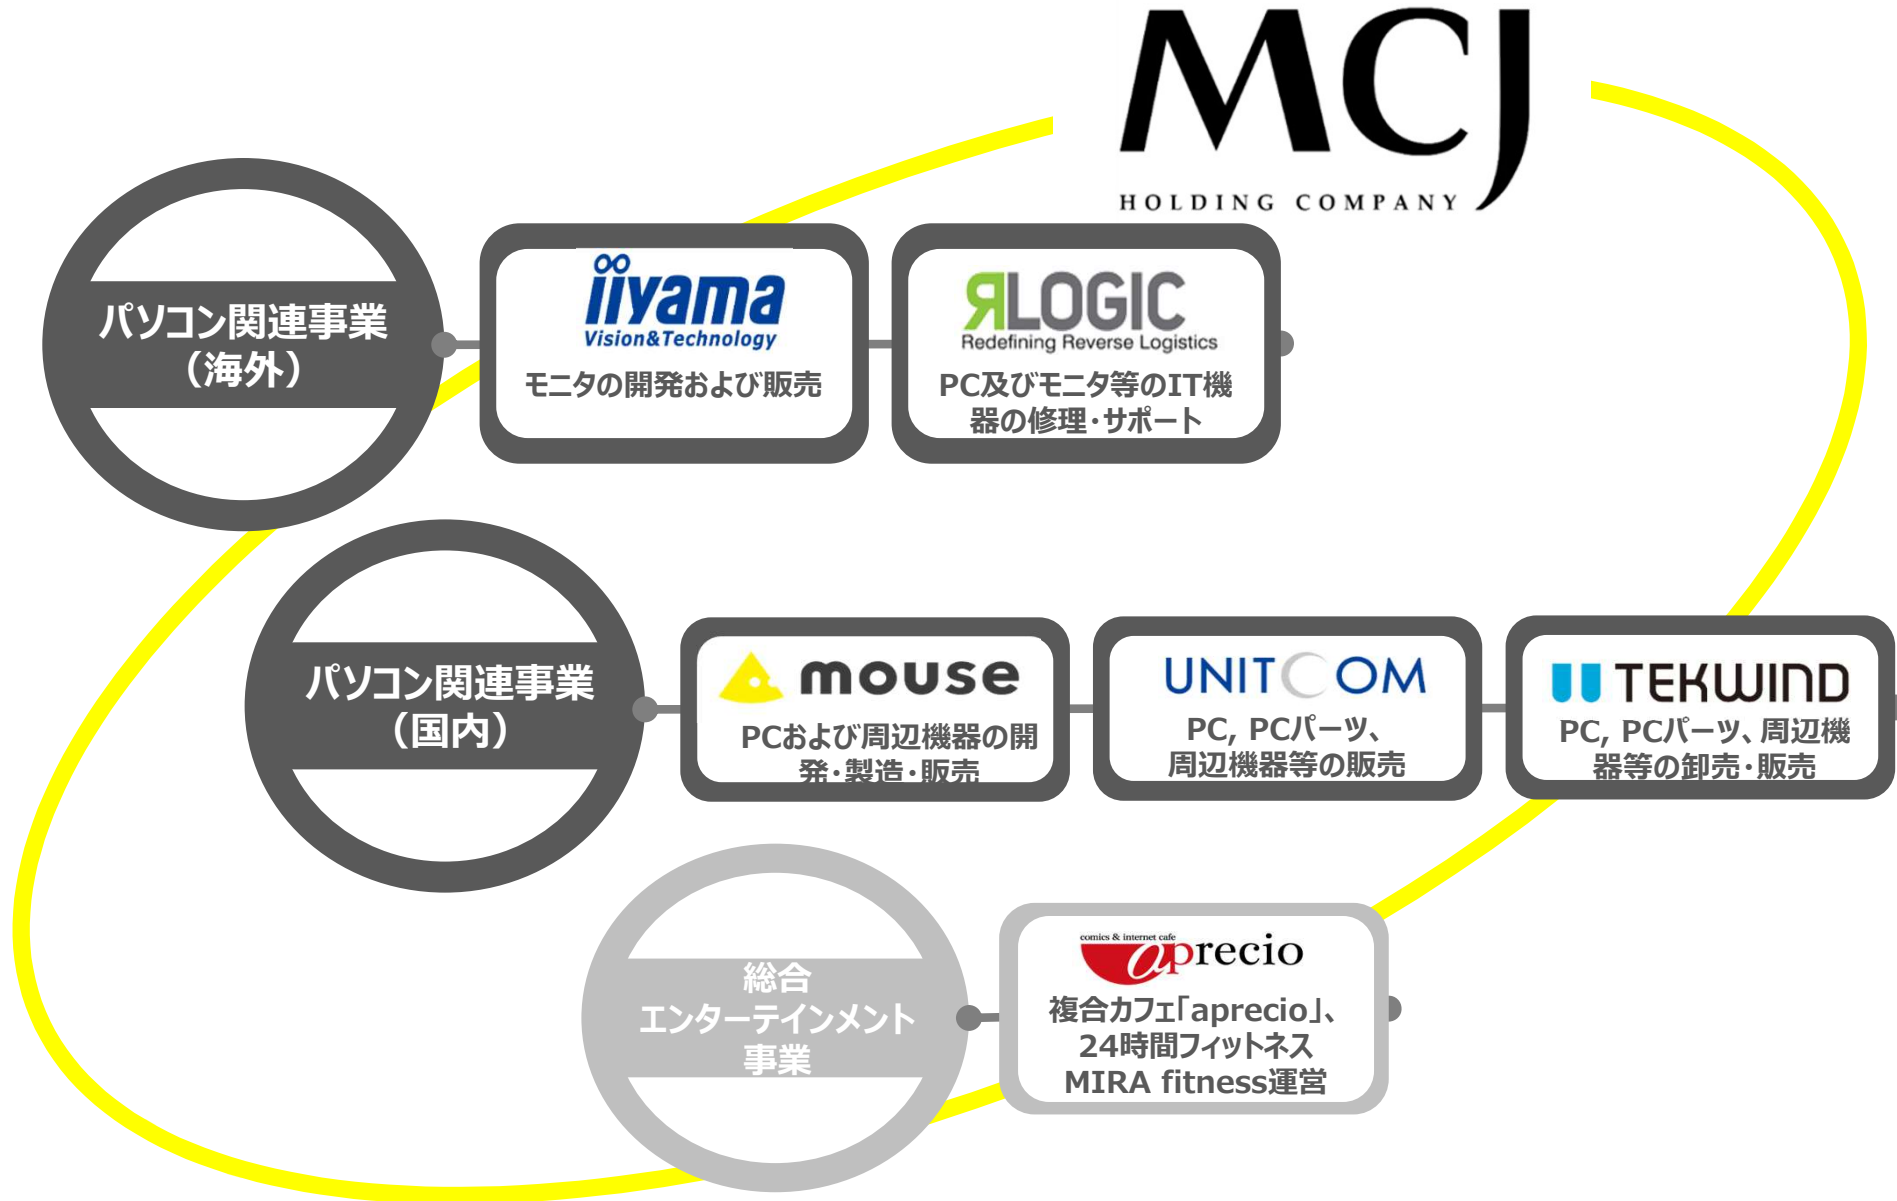 MCJ
HOLDING COMPANY
パソコン関連事業
（海外）
iiyama
Vision&Technology
モニタの開発および販売
RLOGIC
Redefining Reverse Logistics
PC及びモニタ等のIT機
器の修理・サポート
パソコン関連事業
（国内）
mouse
PCおよび周辺機器の開
発・製造・販売
UNITCOM
PC, PCパーツ、
周辺機器等の販売
TEKWIND
PC, PCパーツ、周辺機
器等の卸売・販売
総合
エンターテインメント
事業
comics & internet cafe
aprecio
複合カフェ「aprecio」、
24時間フィットネス
MIRA fitness運営